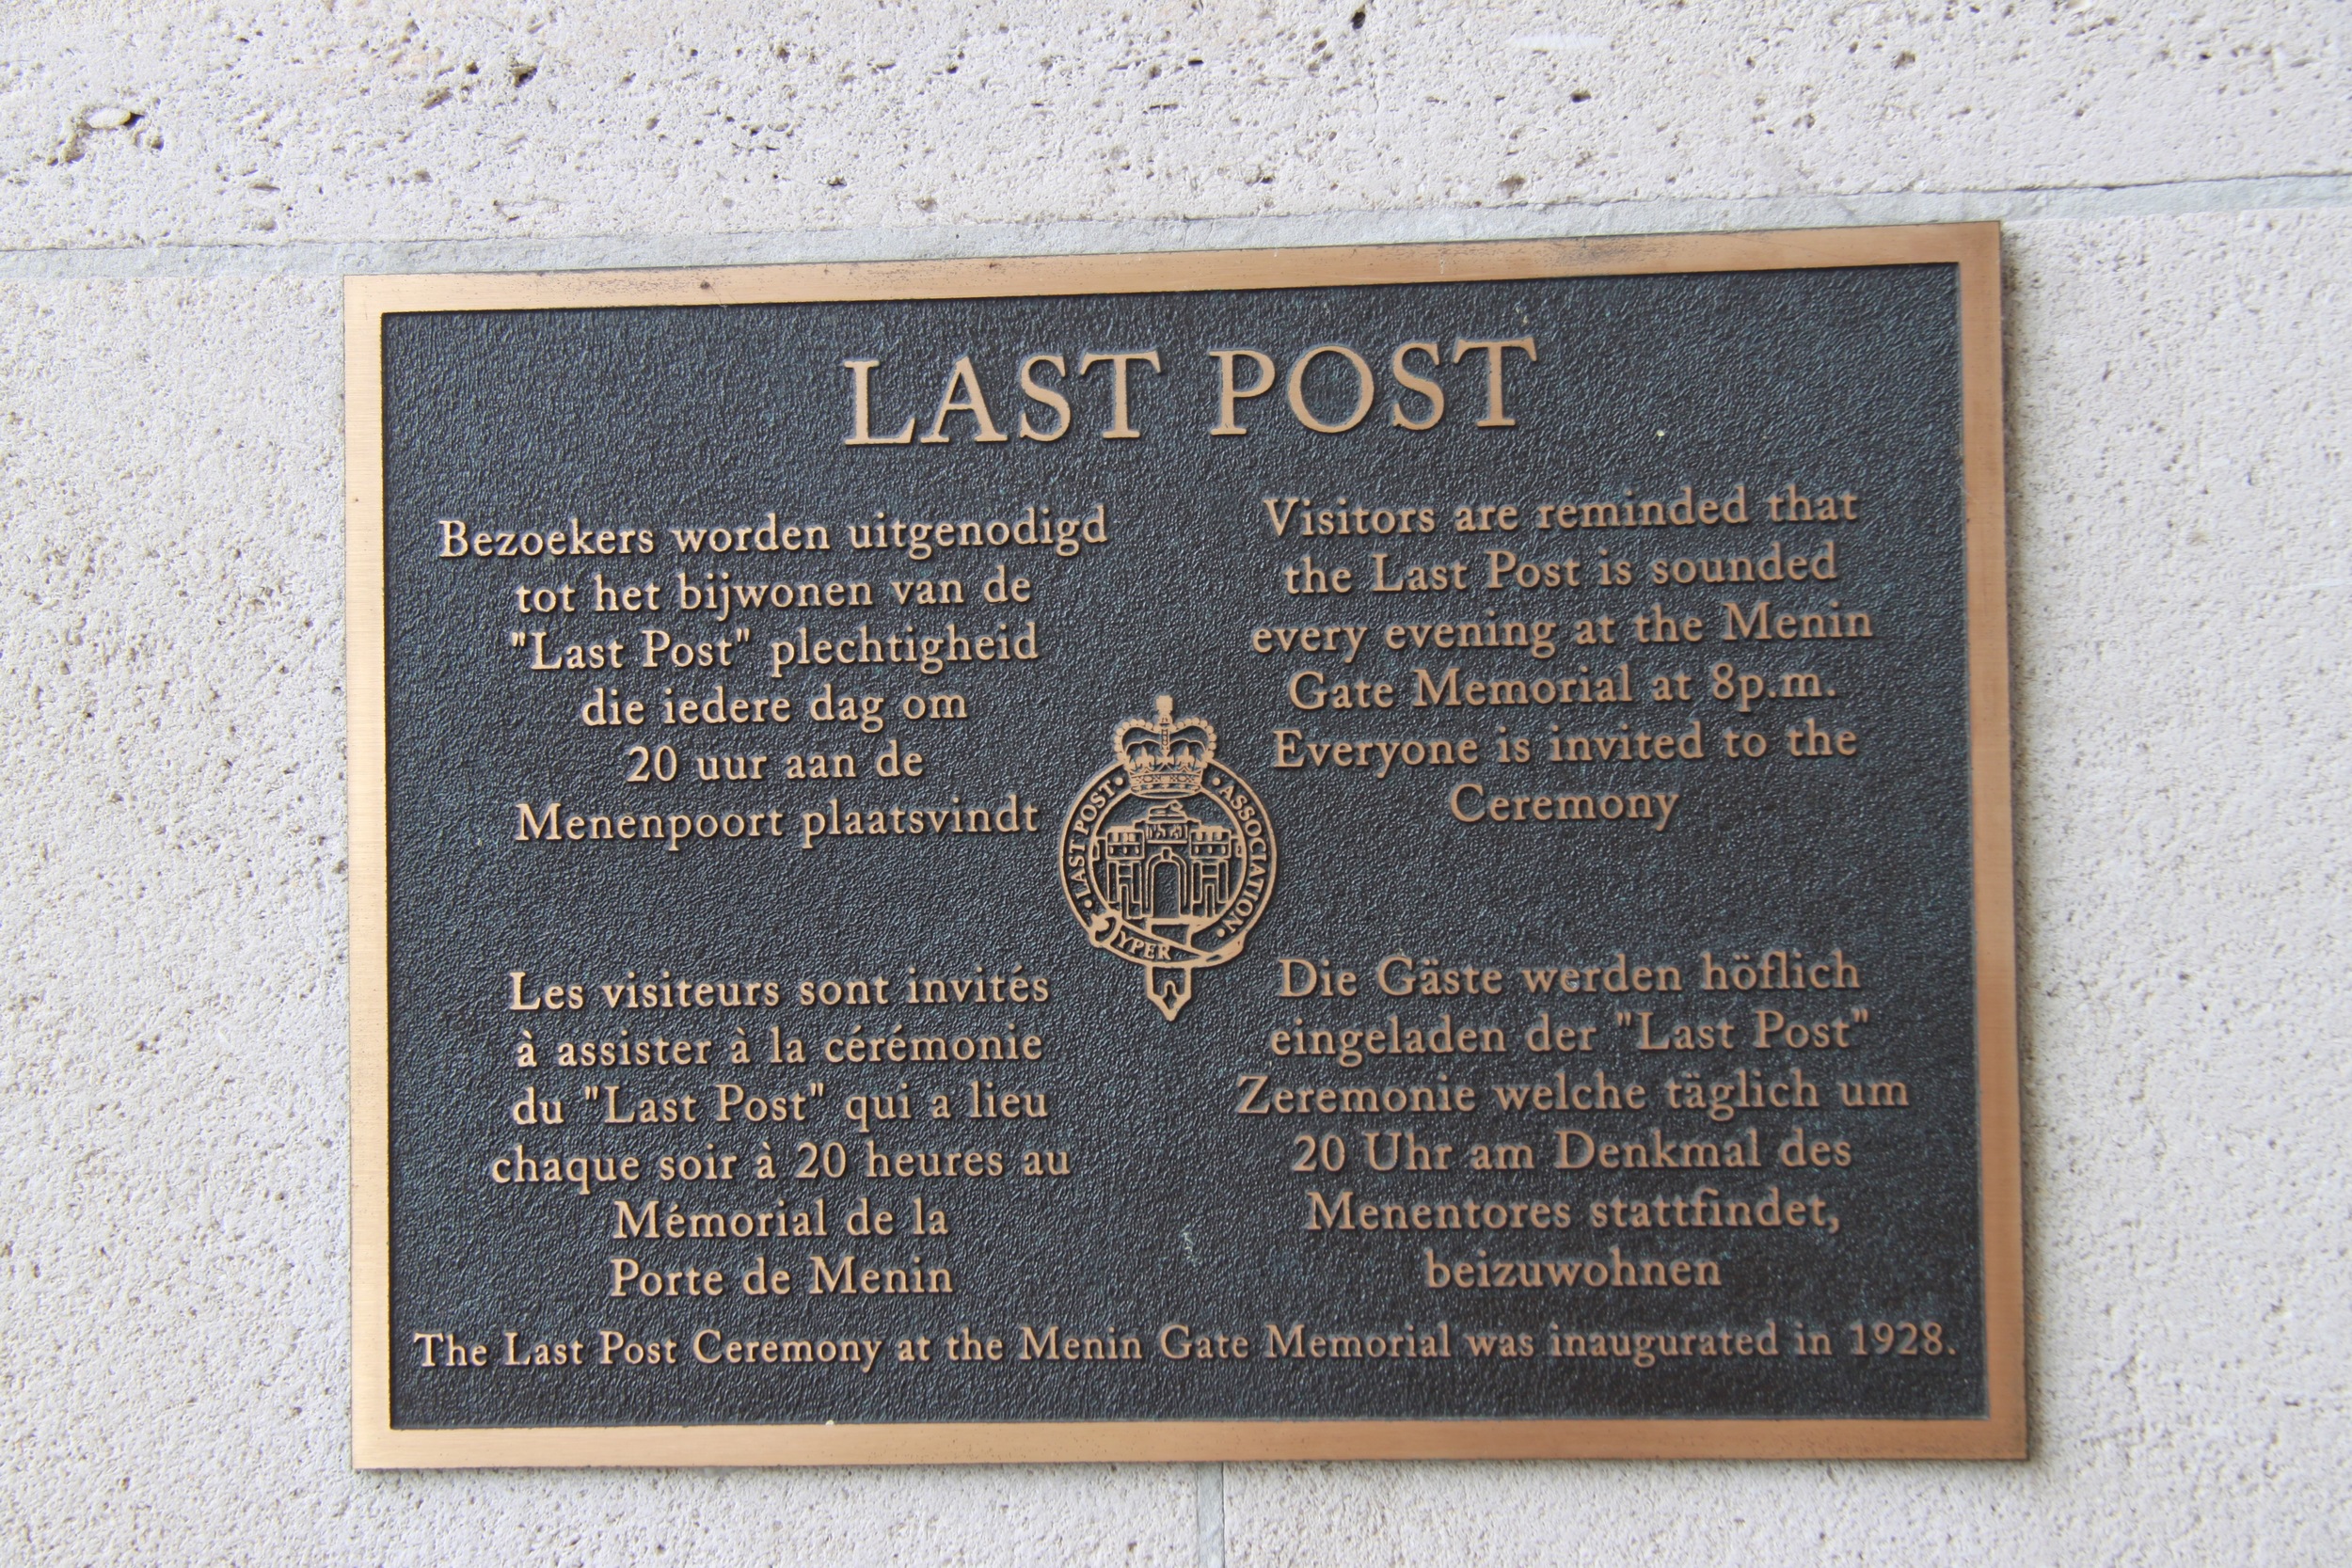 LAST POST
Bezoekers worden uitgenodigd
tot het bijwonen van de
"Last Post" plechtigheid
die iedere dag om
20 uur aan de
Menenpoort plaatsvindt
Visitors are reminded that
the Last Post is sounded
every evening at the Menin
Gate Memorial at 8p.m.
Everyone is invited to the
Ceremony
· LAST POST · · ASSOCIATION ·
YPER
Les visiteurs sont invités
à assister à la cérémonie
du "Last Post" qui a lieu
chaque soir à 20 heures au
Mémorial de la
Porte de Menin
Die Gäste werden höflich
eingeladen der "Last Post"
Zeremonie welche täglich um
20 Uhr am Denkmal des
Menentores stattfindet,
beizuwohnen
The Last Post Ceremony at the Menin Gate Memorial was inaugurated in 1928.